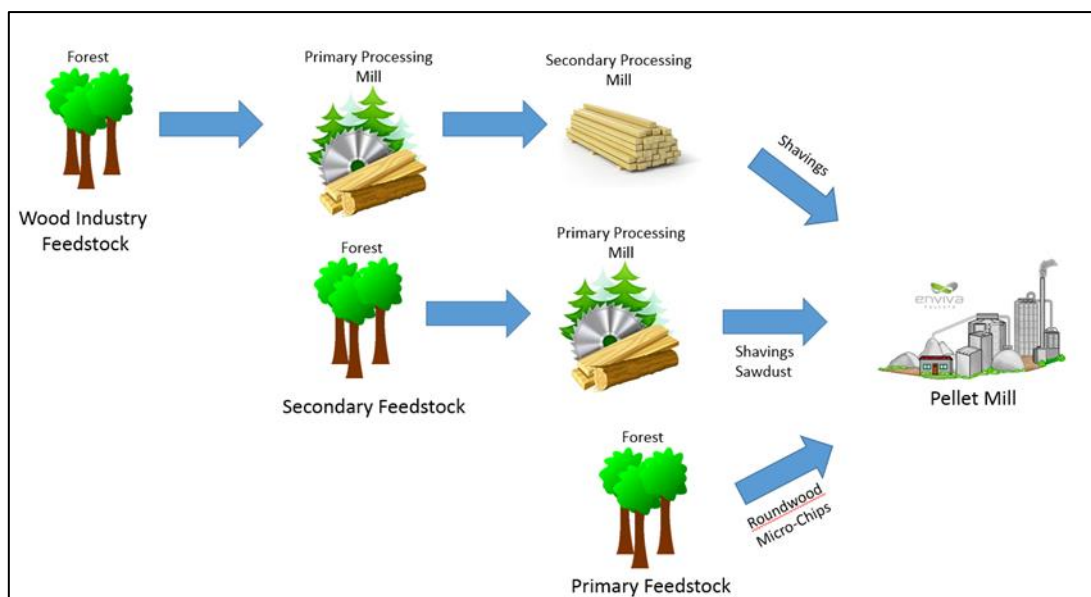 Forest
Wood Industry
Feedstock
Primary Processing
Mill
Secondary Processing
Mill
Shavings
Forest
Secondary Feedstock
Primary Processing
Mill
Shavings
Sawdust
enviva
Pellet Mill
Forest
Primary Feedstock
Roundwood
Micro-Chips